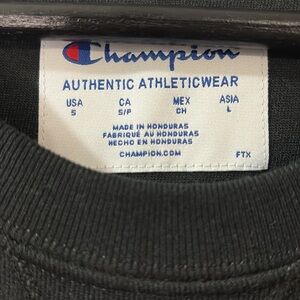 Champion
AUTHENTIC ATHLETICWEAR
USA CA MEX ASIA
S S/P CH L
MADE IN HONDURAS
FABRIQUÉ AU HONDURAS
HECHO EN HONDURAS
CHAMPION.COM FTX